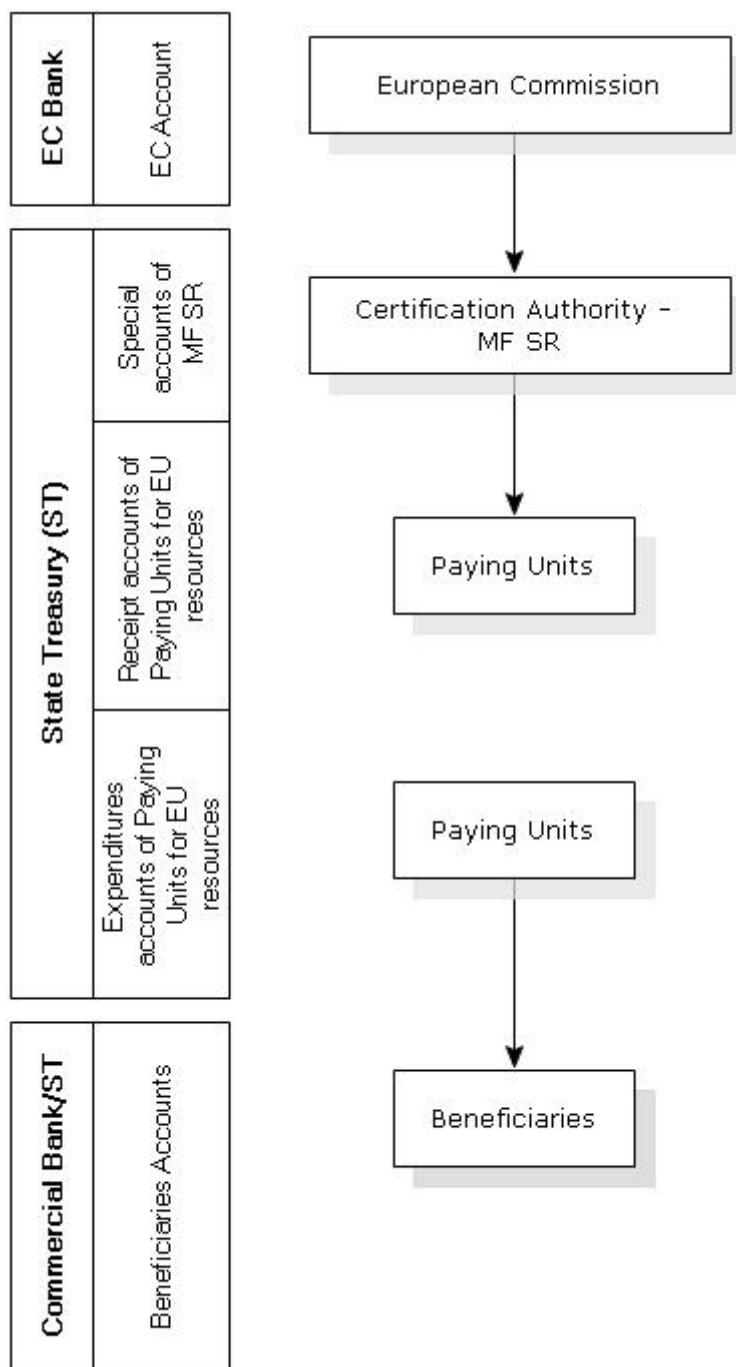 EC Bank
EC Account
European Commission
State Treasury (ST)
Special
accounts of
MF SR
Certification Authority -
MF SR
Receipt accounts of
Paying Units for EU
resources
Paying Units
Expenditures
accounts of Paying
Units for EU
resources
Paying Units
Commercial Bank/ST
Beneficiaries Accounts
Beneficiaries